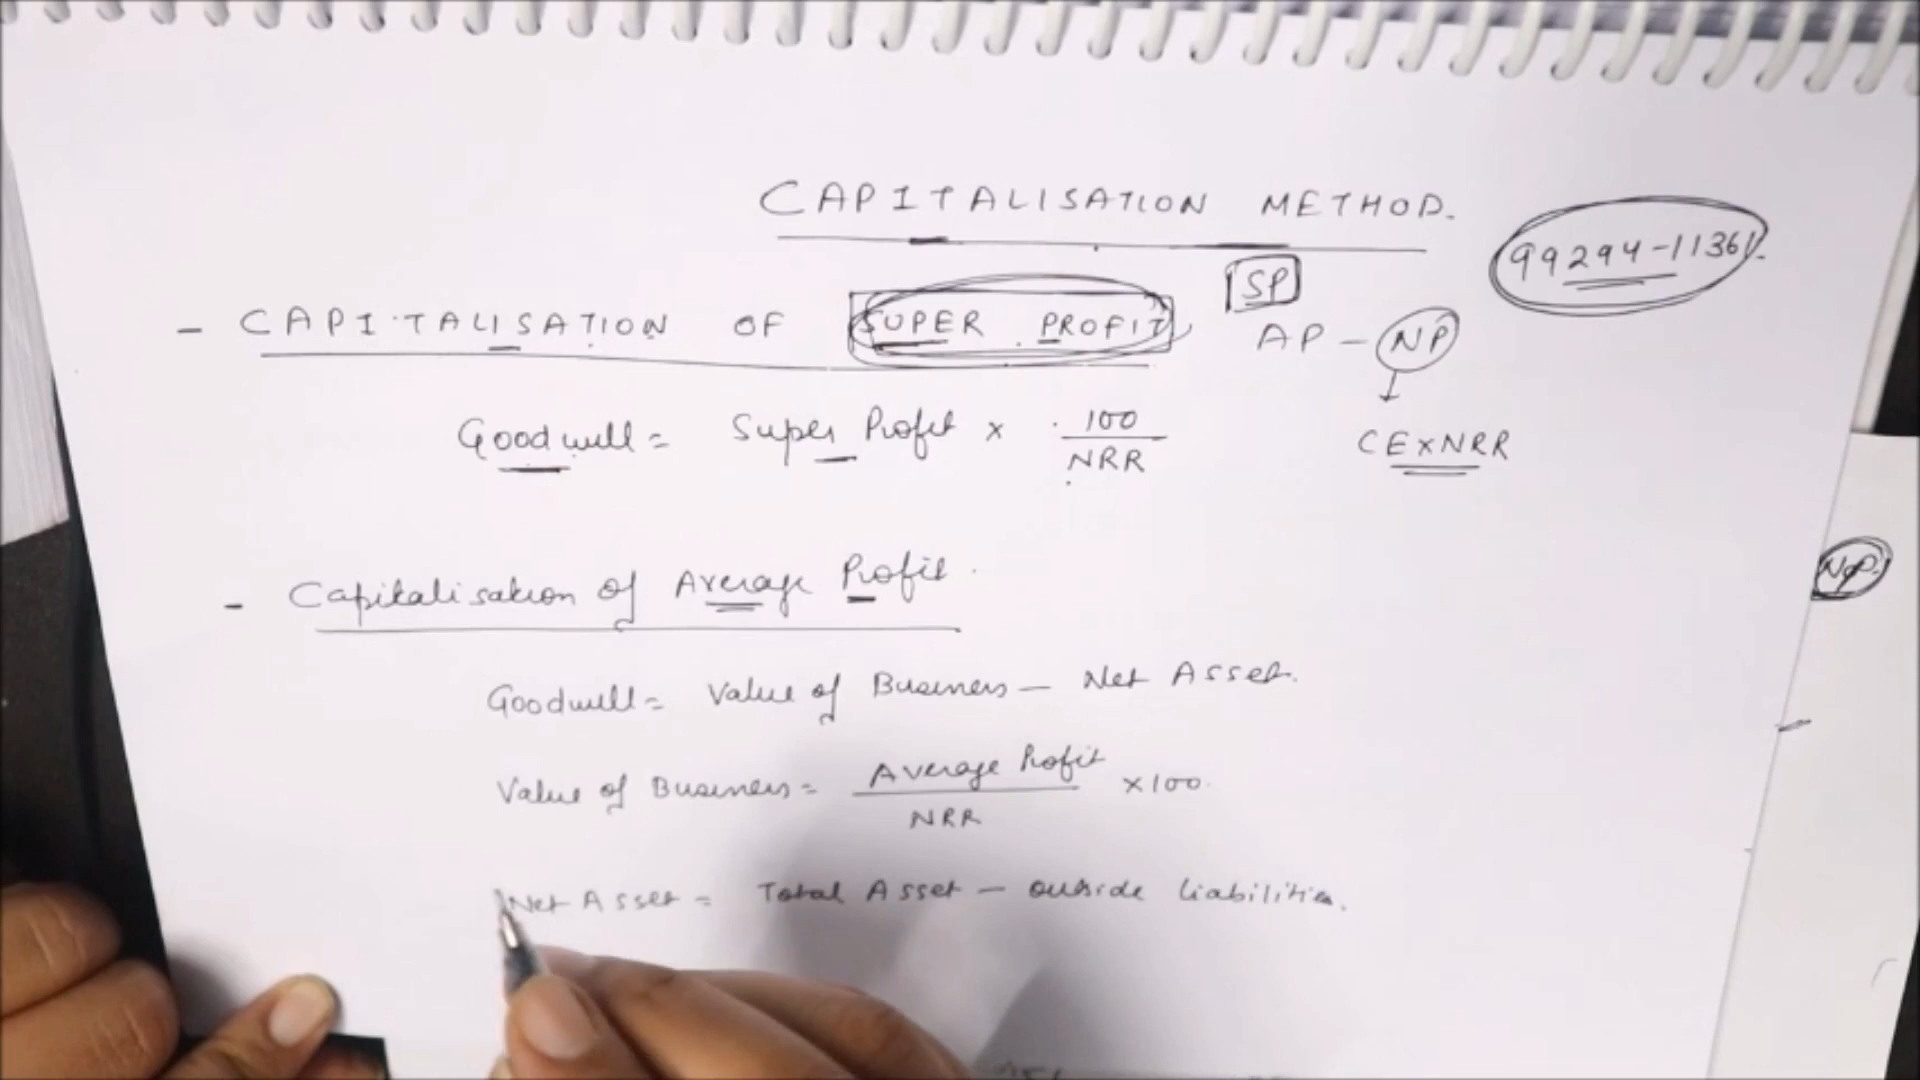 CAPITALISATION METHOD.
99294-11361.
- CAPITALISATION OF SUPER PROFIT
SP
AP - NP
Goodwill = Super Profit × 100
NRR
CE×NRR
- Capitalisation of Average Profit.
NP
Goodwill = Value of Business - Net Asset.
Value of Business = Average Profit ×100.
NRR
Net Asset = Total Asset - outside liabilities.